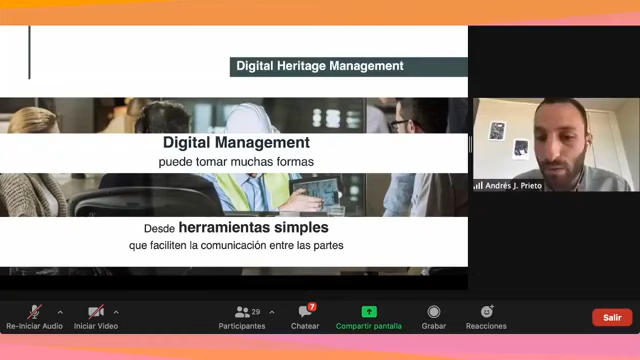 Digital Heritage Management
Digital Management
puede tomar muchas formas
Desde herramientas simples
que faciliten la comunicación entre las partes
Andrés J. Prieto
29
7
Re-Iniciar Audio
Iniciar Video
Participantes
Chatear
Compartir pantalla
Grabar
Reacciones
Salir